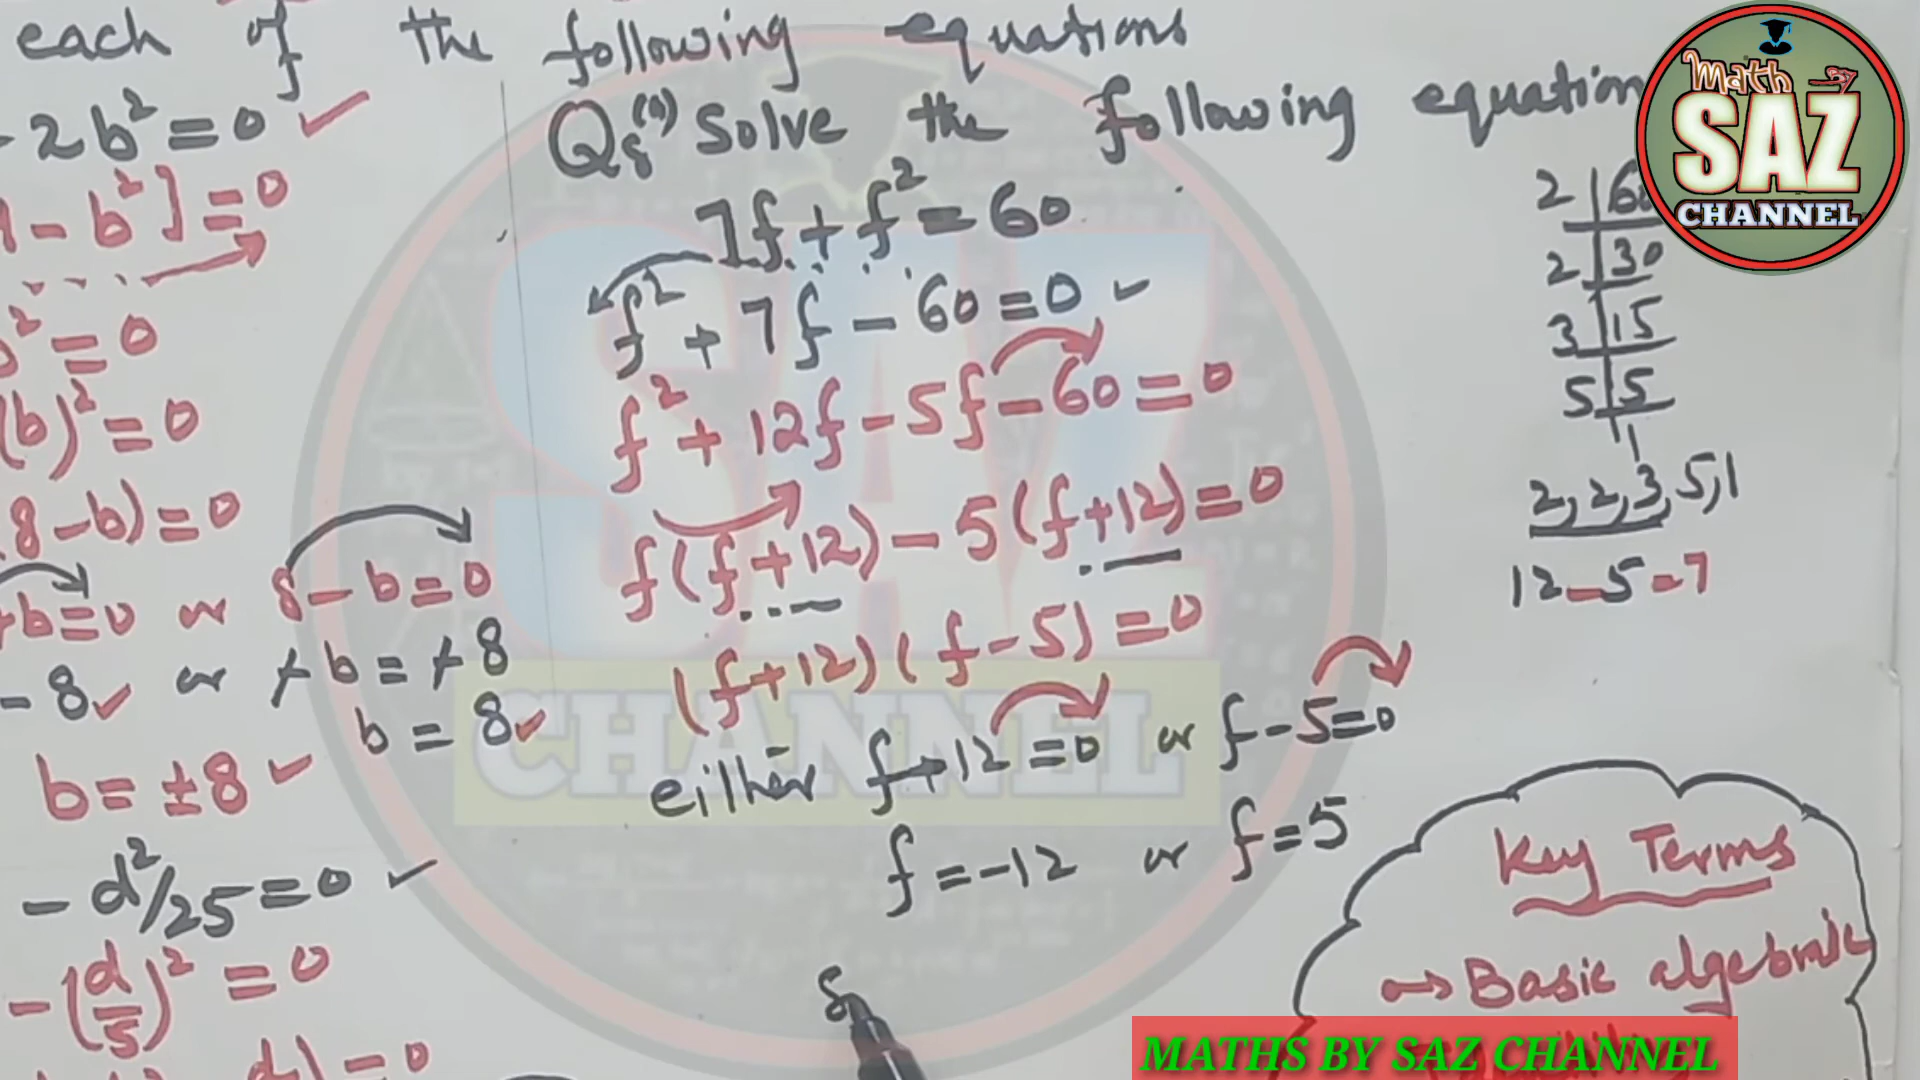 each of the following equations
- 2b² = 0 ✓
- b²] = 0
² = 0
(b)² = 0
8 - b) = 0
+b = 0 or 8 - b = 0
- 8 ✓ or +b = +8
b = 8 ✓
b = ±8 ✓
- d²/25 = 0 ✓
- (d/5)² = 0
d) = 0
Q8 Solve the following equation
7f + f² = 60
f² + 7f - 60 = 0 ✓
f² + 12f - 5f - 60 = 0
f(f+12) - 5(f+12) = 0
(f+12)(f-5) = 0
either f+12 = 0 or f-5 = 0
f = -12 or f = 5
S
2 | 60
2 | 30
3 | 15
5 | 5
1
2, 2, 3, 5, 1
12 - 5 = 7
Key Terms
→ Basic algebraic
Math
SAZ
CHANNEL
SAZ
CHANNEL
MATHS BY SAZ CHANNEL